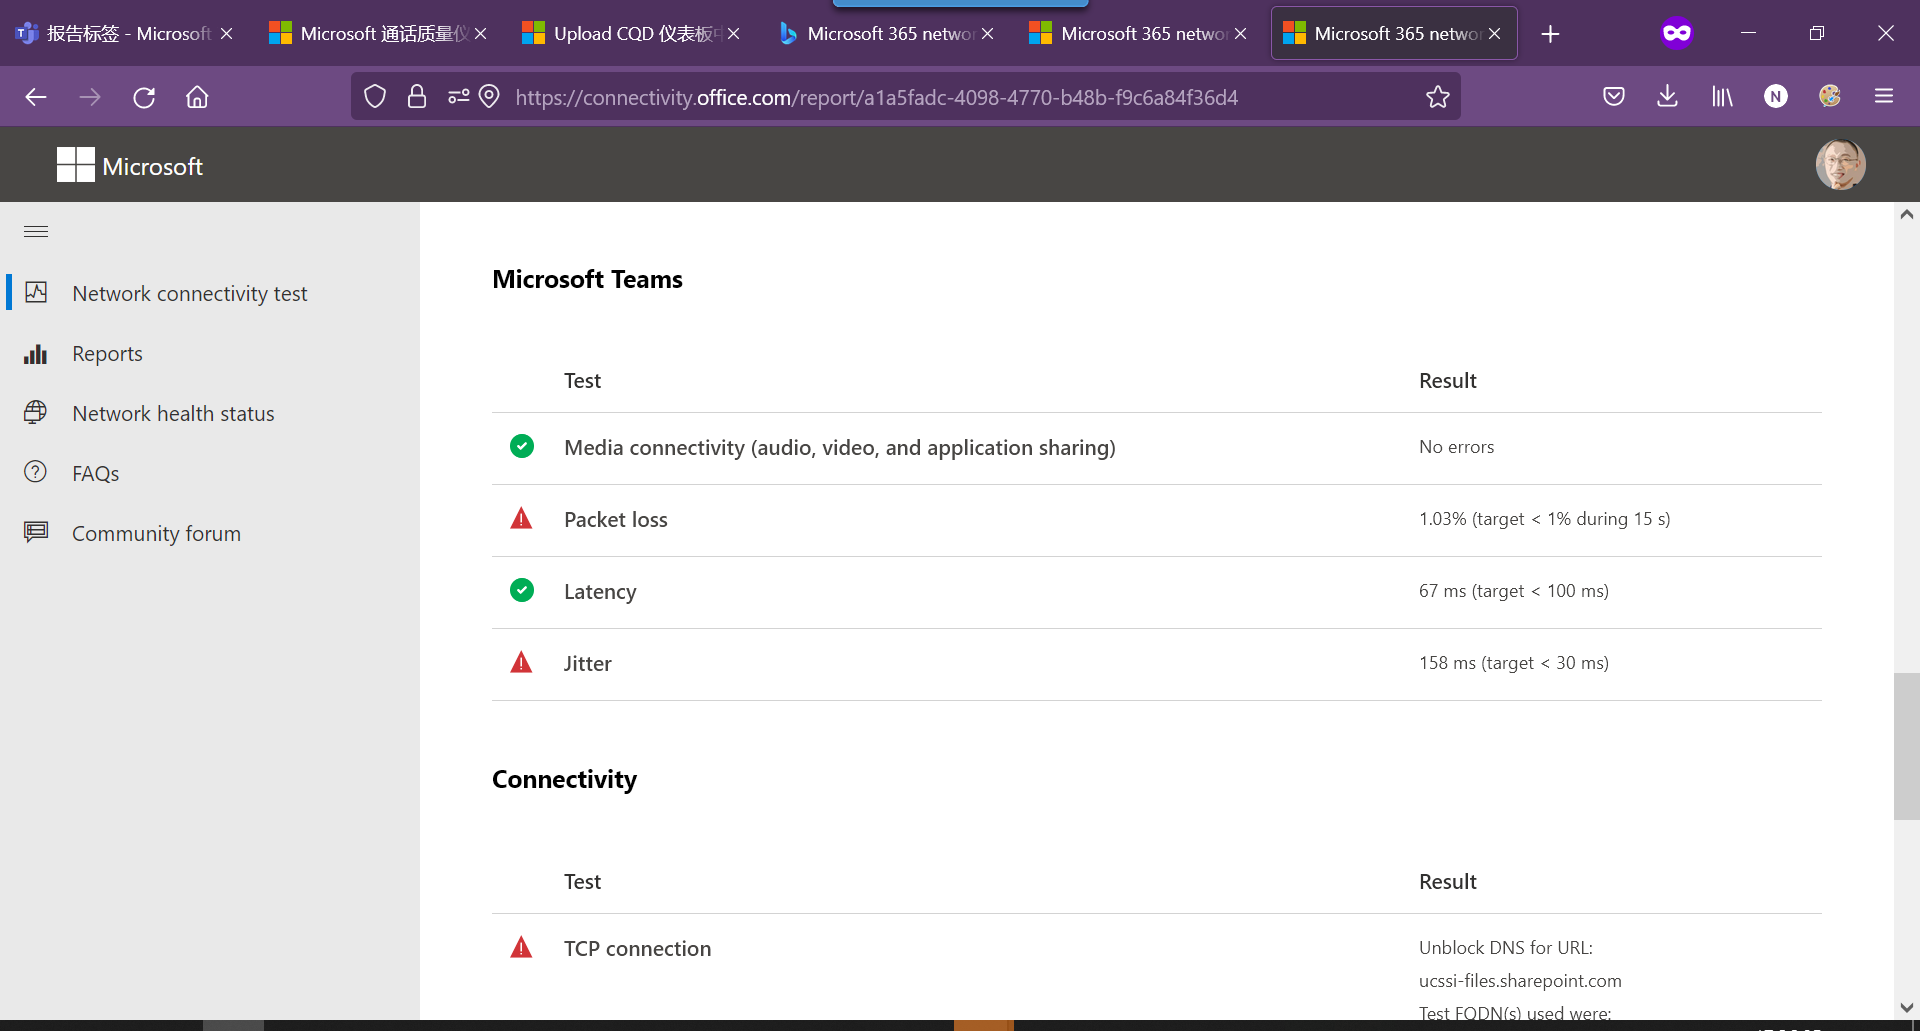 报告标签 - Microsoft
Microsoft 通话质量仪
Upload CQD 仪表板中
Microsoft 365 networ
Microsoft 365 networ
Microsoft 365 networ
https://connectivity.office.com/report/a1a5fadc-4098-4770-b48b-f9c6a84f36d4
N
Microsoft
Network connectivity test
Reports
Network health status
FAQs
Community forum
Microsoft Teams
Test Result
Media connectivity (audio, video, and application sharing) No errors
Packet loss 1.03% (target < 1% during 15 s)
Latency 67 ms (target < 100 ms)
Jitter 158 ms (target < 30 ms)
Connectivity
Test Result
TCP connection Unblock DNS for URL:
ucssi-files.sharepoint.com
Test FQDN(s) used were: